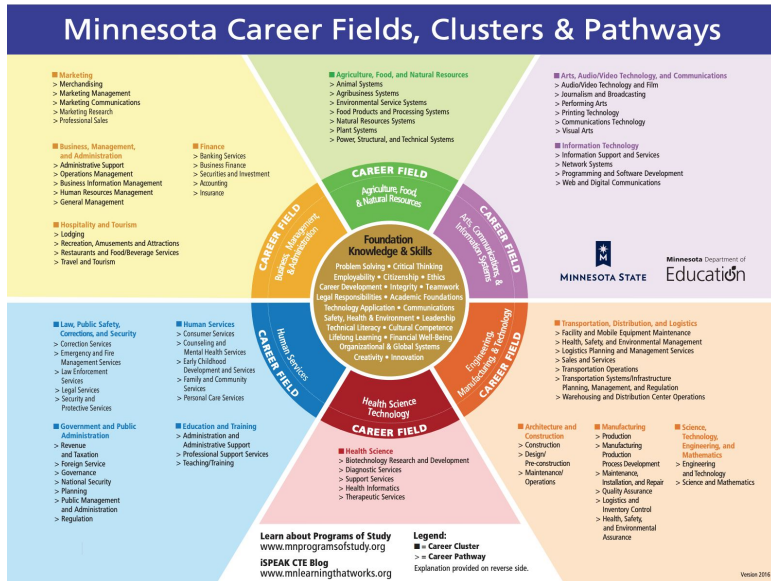 Minnesota Career Fields, Clusters & Pathways
■ Marketing
> Merchandising
> Marketing Management
> Marketing Communications
> Marketing Research
> Professional Sales
■ Business, Management,
and Administration
> Administrative Support
> Operations Management
> Business Information Management
> Human Resources Management
> General Management
■ Finance
> Banking Services
> Business Finance
> Securities and Investment
> Accounting
> Insurance
■ Hospitality and Tourism
> Lodging
> Recreation, Amusements and Attractions
> Restaurants and Food/Beverage Services
> Travel and Tourism
■ Agriculture, Food, and Natural Resources
> Animal Systems
> Agribusiness Systems
> Environmental Service Systems
> Food Products and Processing Systems
> Natural Resources Systems
> Plant Systems
> Power, Structural, and Technical Systems
■ Arts, Audio/Video Technology, and Communications
> Audio/Video Technology and Film
> Journalism and Broadcasting
> Performing Arts
> Printing Technology
> Communications Technology
> Visual Arts
■ Information Technology
> Information Support and Services
> Network Systems
> Programming and Software Development
> Web and Digital Communications
M
MINNESOTA STATE
Minnesota Department of
Education
CAREER FIELD
Agriculture, Food,
& Natural Resources
CAREER FIELD
Business, Management,
& Administration
CAREER FIELD
Arts, Communications, &
Information Systems
Foundation
Knowledge & Skills
Problem Solving • Critical Thinking
Employability • Citizenship • Ethics
Career Development • Integrity • Teamwork
Legal Responsibilities • Academic Foundations
Technology Application • Communications
Safety, Health & Environment • Leadership
Technical Literacy • Cultural Competence
Lifelong Learning • Financial Well-Being
Organizational & Global Systems
Creativity • Innovation
Human Services
CAREER FIELD
Engineering,
Manufacturing, & Technology
CAREER FIELD
Health Science
Technology
CAREER FIELD
■ Law, Public Safety,
Corrections, and Security
> Correction Services
> Emergency and Fire
Management Services
> Law Enforcement
Services
> Legal Services
> Security and
Protective Services
■ Human Services
> Consumer Services
> Counseling and
Mental Health Services
> Early Childhood
Development and Services
> Family and Community
Services
> Personal Care Services
■ Government and Public
Administration
> Revenue
and Taxation
> Foreign Service
> Governance
> National Security
> Planning
> Public Management
and Administration
> Regulation
■ Education and Training
> Administration and
Administrative Support
> Professional Support Services
> Teaching/Training
■ Health Science
> Biotechnology Research and Development
> Diagnostic Services
> Support Services
> Health Informatics
> Therapeutic Services
■ Transportation, Distribution, and Logistics
> Facility and Mobile Equipment Maintenance
> Health, Safety, and Environmental Management
> Logistics Planning and Management Services
> Sales and Services
> Transportation Operations
> Transportation Systems/Infrastructure
Planning, Management, and Regulation
> Warehousing and Distribution Center Operations
■ Architecture and
Construction
> Construction
> Design/
Pre-construction
> Maintenance/
Operations
■ Manufacturing
> Production
> Manufacturing
Production
Process Development
> Maintenance,
Installation, and Repair
> Quality Assurance
> Logistics and
Inventory Control
> Health, Safety,
and Environmental
Assurance
■ Science,
Technology,
Engineering, and
Mathematics
> Engineering
and Technology
> Science and Mathematics
Learn about Programs of Study
www.mnprogramsofstudy.org
iSPEAK CTE Blog
www.mnlearningthatworks.org
Legend:
■ = Career Cluster
> = Career Pathway
Explanation provided on reverse side.
Version 2016